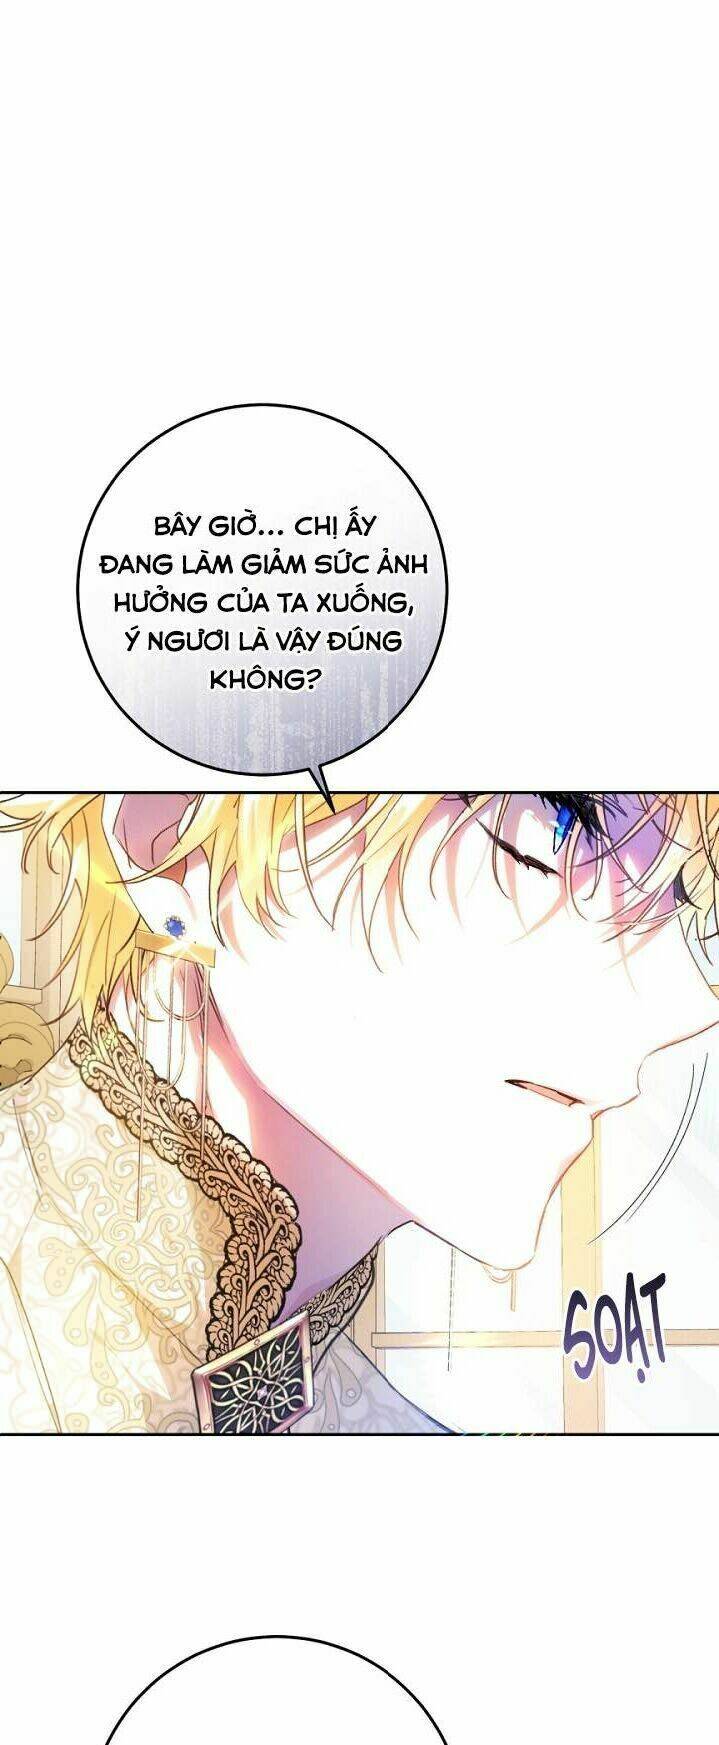 BÂY GIỜ... CHỊ ẤY
ĐANG LÀM GIẢM SỨC ẢNH
HƯỞNG CỦA TA XUỐNG,
Ý NGƯƠI LÀ VẬY ĐÚNG
KHÔNG?
SOẠT